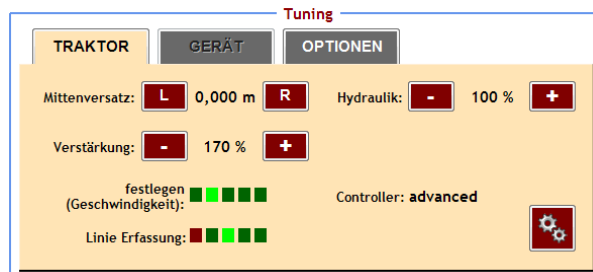 Tuning
TRAKTOR GERÄT OPTIONEN
Mittenversatz: L 0,000 m R Hydraulik: - 100 % +
Verstärkung: - 170 % +
festlegen
(Geschwindigkeit):
Controller: advanced
Linie Erfassung: